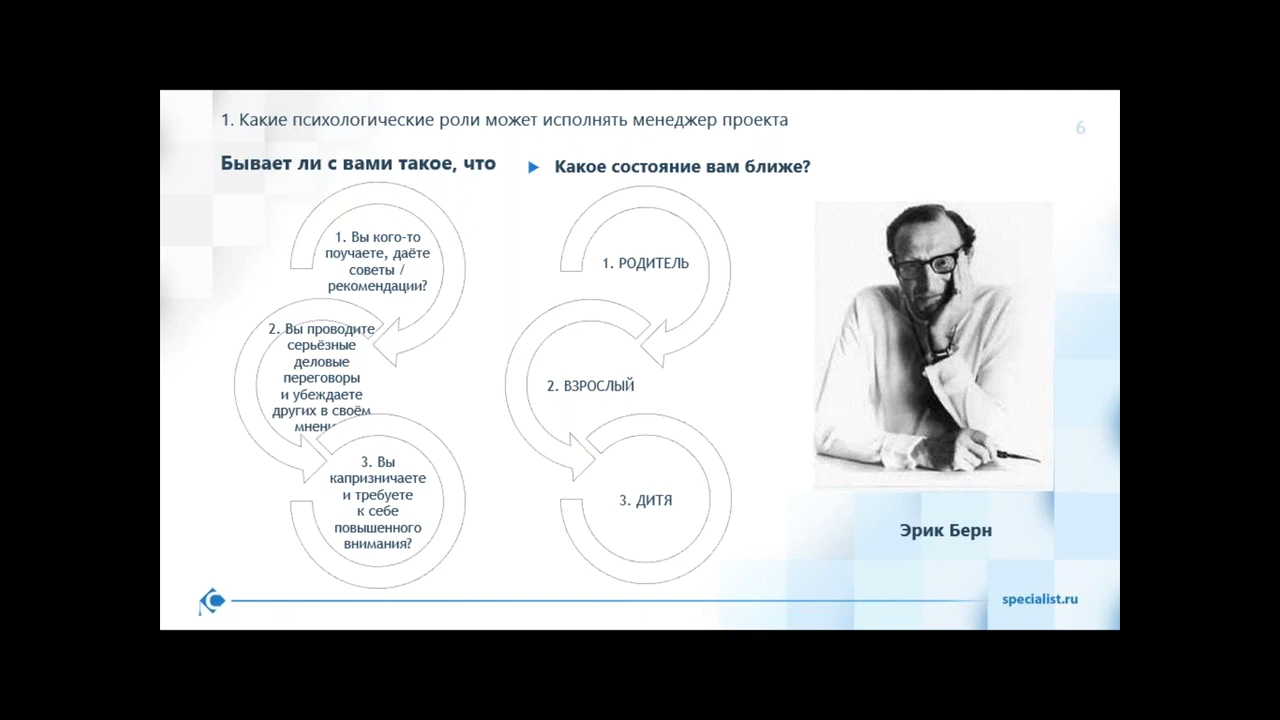 1. Какие психологические роли может исполнять менеджер проекта
6
Бывает ли с вами такое, что
1. Вы кого-то
поучаете, даёте
советы /
рекомендации?
2. Вы проводите
серьёзные
деловые
переговоры
и убеждаете
других в своём
3. Вы
капризничаете
и требуете
к себе
повышенного
внимания?
Какое состояние вам ближе?
1. РОДИТЕЛЬ
2. ВЗРОСЛЫЙ
3. ДИТЯ
Эрик Берн
specialist.ru